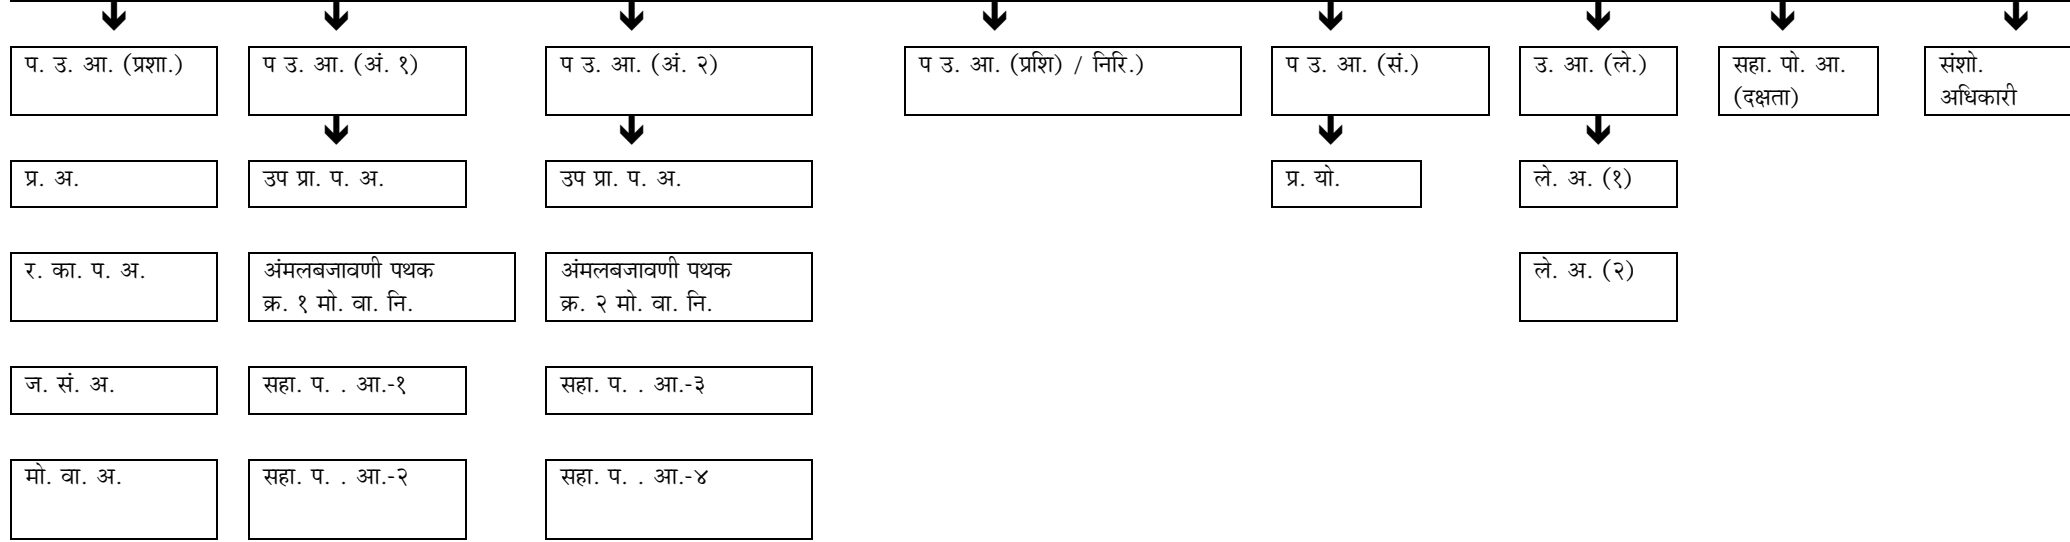 प. उ. आ. (प्रशा.)
प उ. आ. (अं. १)
प उ. आ. (अं. २)
प उ. आ. (प्रशि) / निरि.)
प उ. आ. (सं.)
उ. आ. (ले.)
सहा. पो. आ.
(दक्षता)
संशो.
अधिकारी
प्र. अ.
उप प्रा. प. अ.
उप प्रा. प. अ.
प्र. यो.
ले. अ. (१)
र. का. प. अ.
अंमलबजावणी पथक
क्र. १ मो. वा. नि.
अंमलबजावणी पथक
क्र. २ मो. वा. नि.
ले. अ. (२)
ज. सं. अ.
सहा. प. . आ.-१
सहा. प. . आ.-३
मो. वा. अ.
सहा. प. . आ.-२
सहा. प. . आ.-४